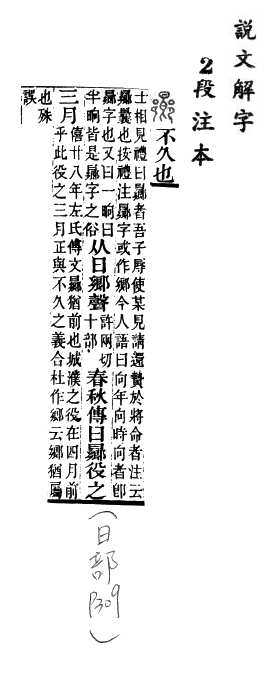 說文解字
2段注本
不久也
士相見禮曰曏者吾子辱使某見請還贄於將命者注云
曏曩也按禮注曏字或作鄉今人語曰向年向時向者卽
曏字也又曰一晌曰
半晌皆是曏字之俗
从日鄉聲
許兩切
十部
春秋傳曰曏役之
三月
僖廿八年左氏傳文曏猶前也城濮之役在四月前
乎此役之三月正與不久之義合杜作鄉云鄉猶屬
也殊
誤
(日部P309)